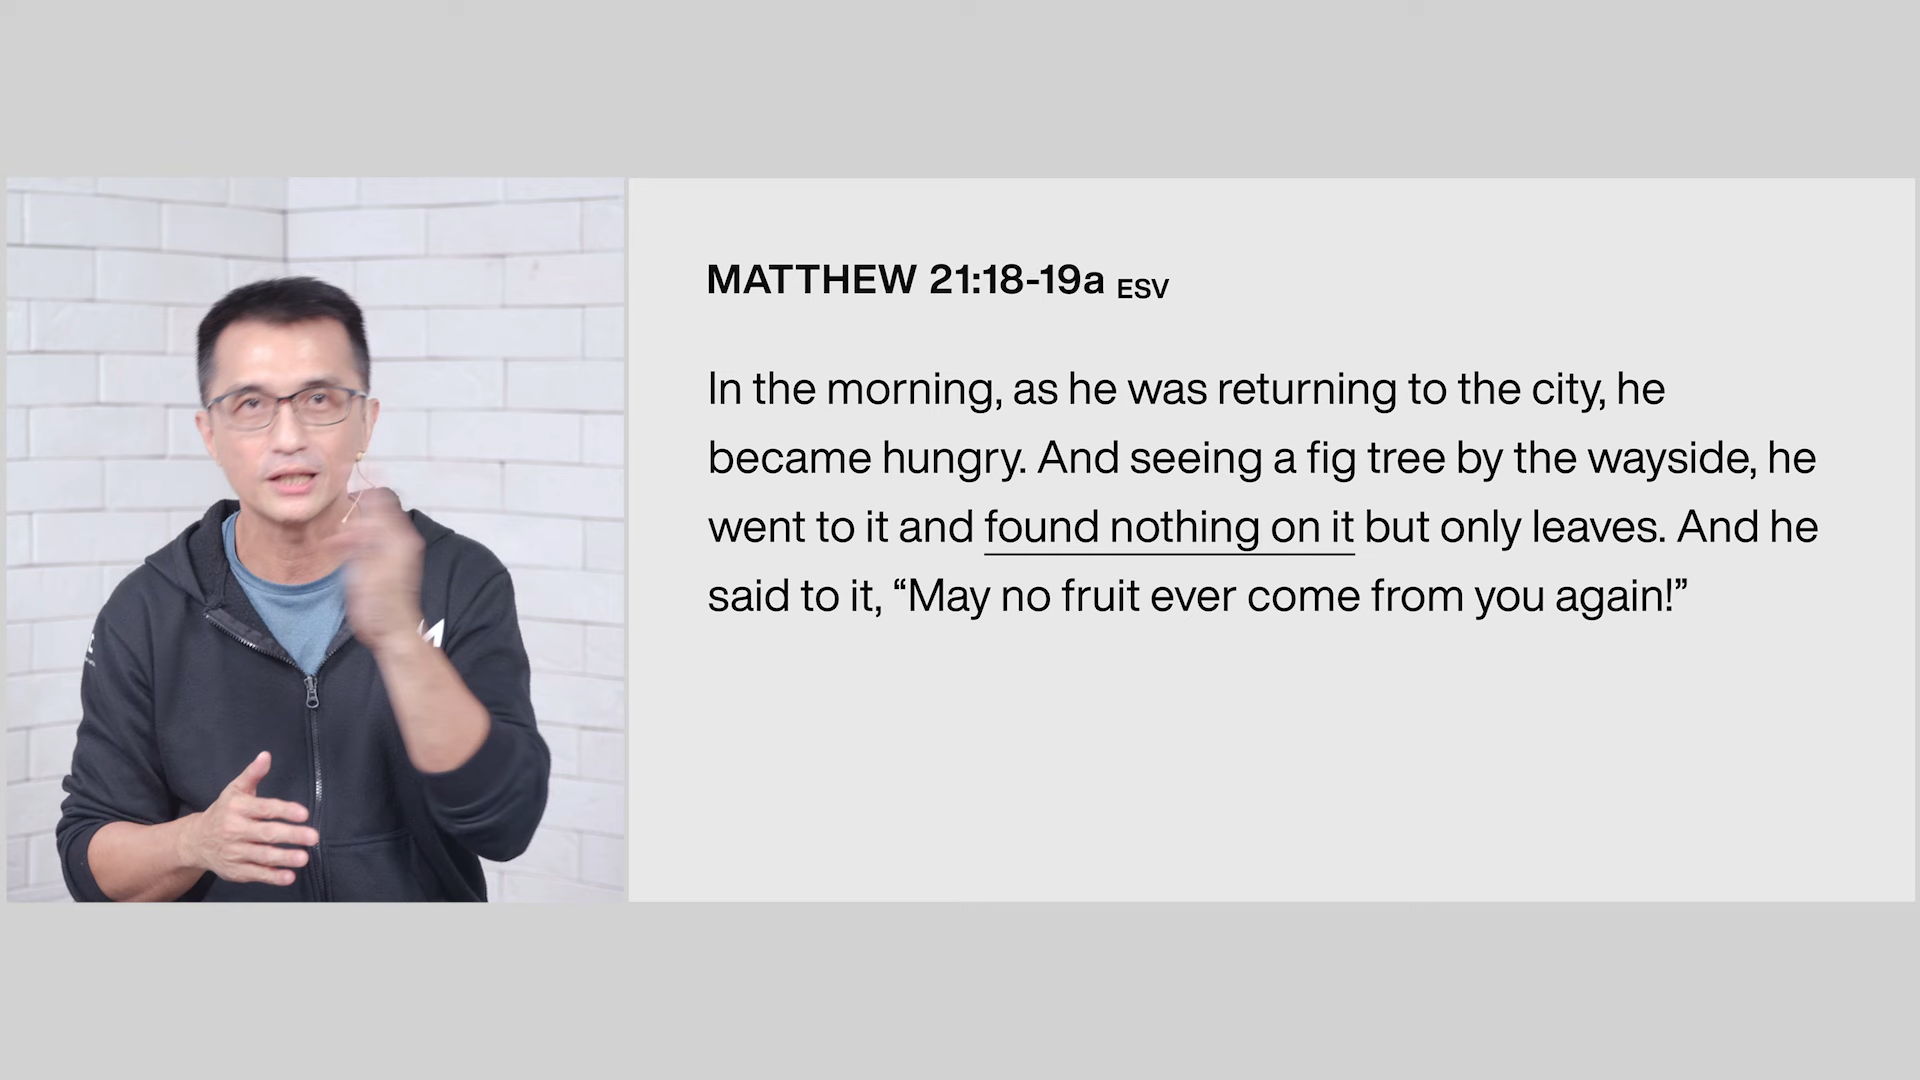 MATTHEW 21:18-19a ESV
In the morning, as he was returning to the city, he
became hungry. And seeing a fig tree by the wayside, he
went to it and found nothing on it but only leaves. And he
said to it, “May no fruit ever come from you again!”